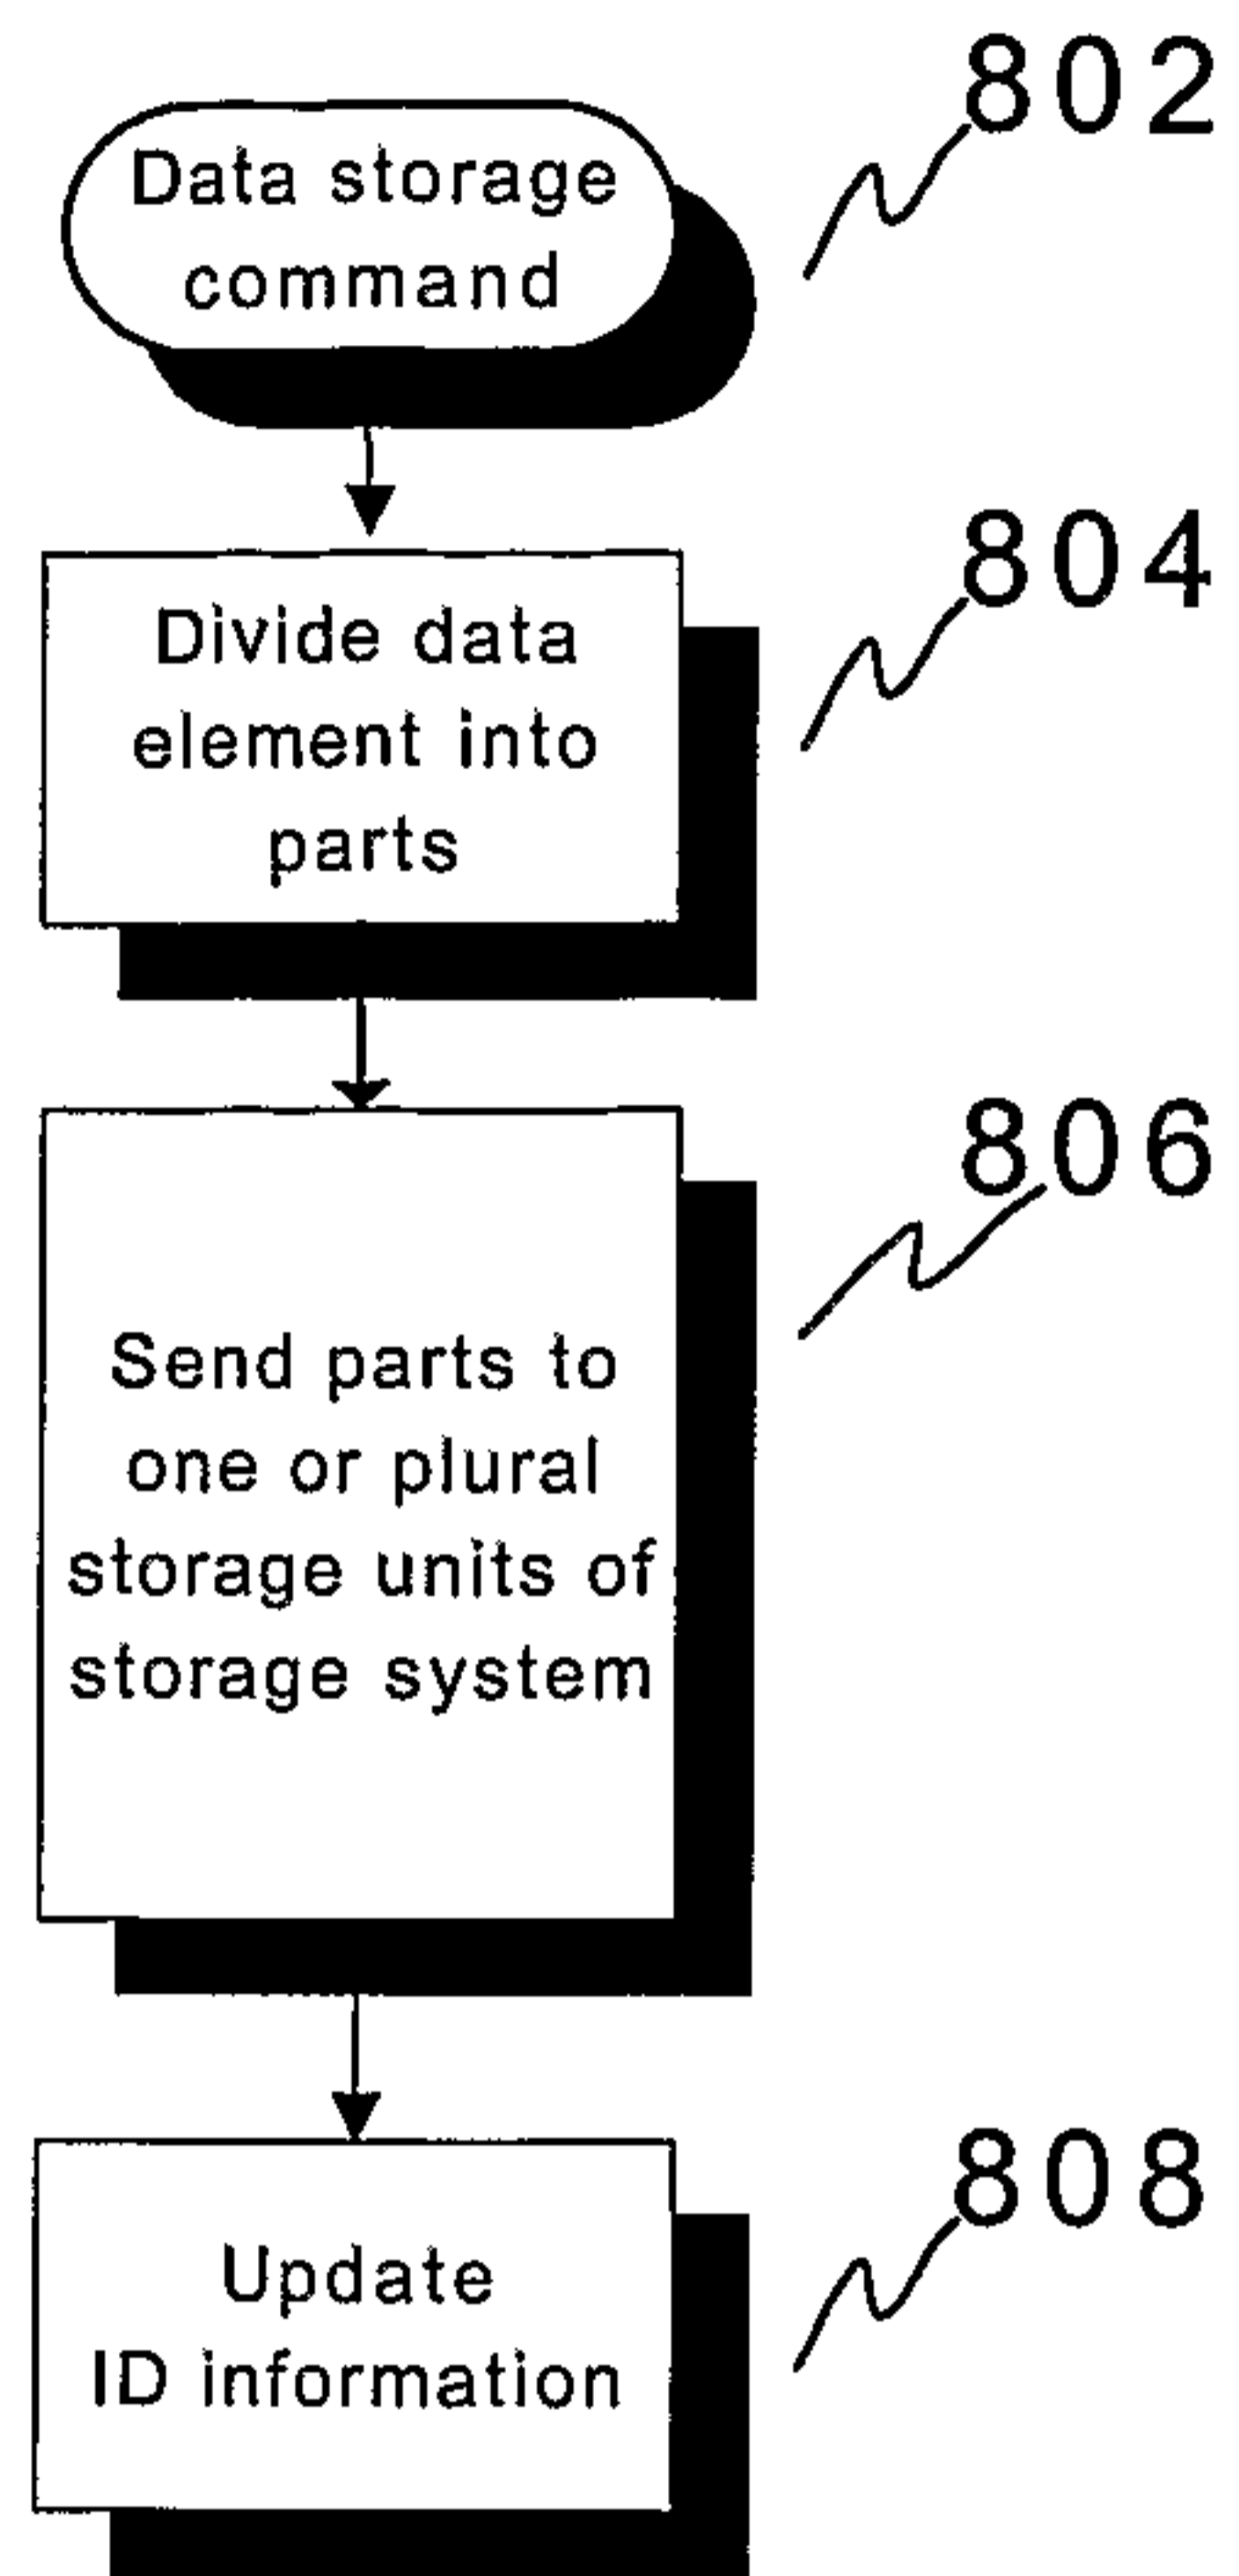 802
Data storage
command
804
Divide data
element into
parts
806
Send parts to
one or plural
storage units of
storage system
808
Update
ID information